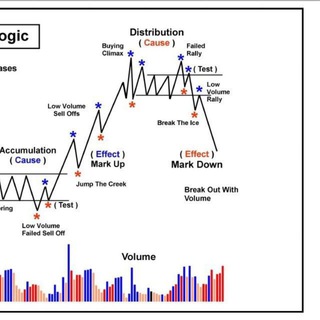 ogic
Distribution
( Cause )
Buying
Climax
Failed
Rally
( Test )
ases
Low
Volume
Rally
Low Volume
Sell Offs
Break The Ice
Accumulation
( Cause )
( Effect )
Mark Up
( Effect )
Mark Down
Jump The Creek
Break Out With
Volume
ring
( Test )
Low Volume
Failed Sell Off
Volume